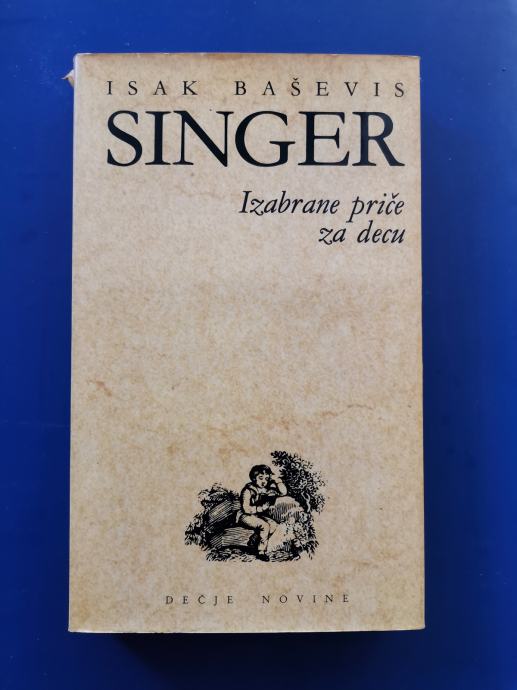 ISAK BAŠEVIS
SINGER
Izabrane priče
za decu
DEČJE NOVINE